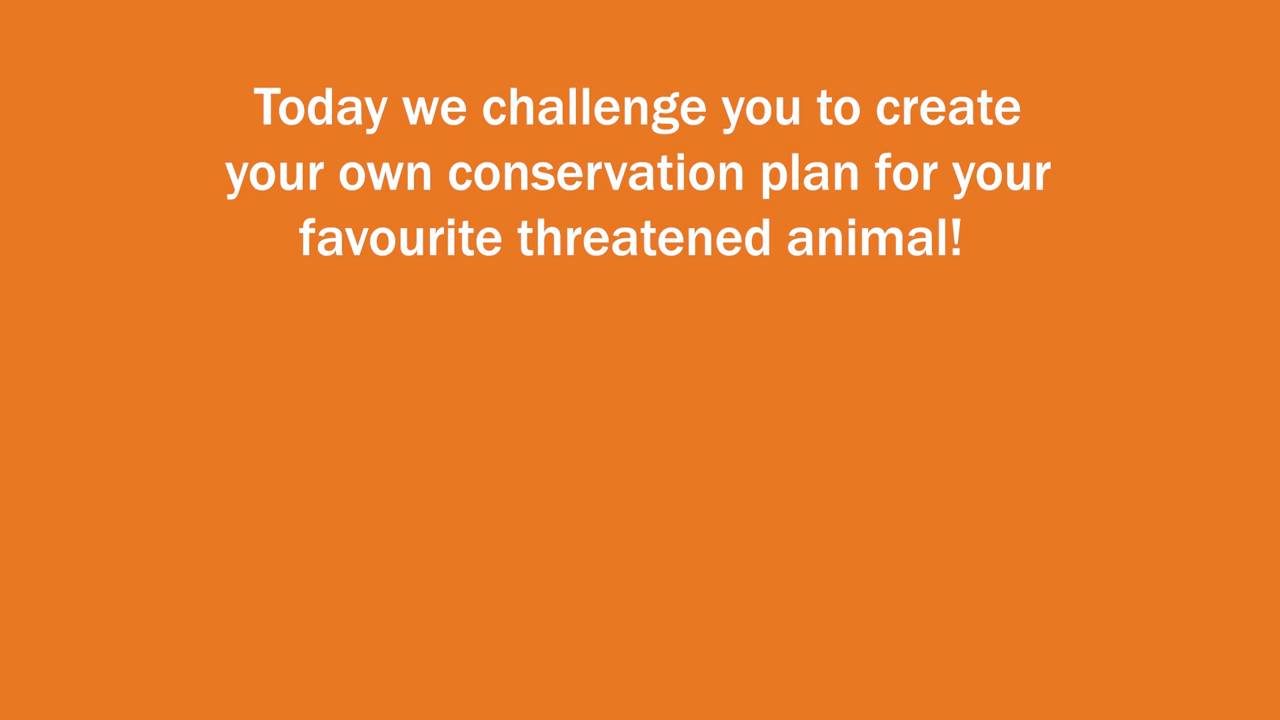 Today we challenge you to create
your own conservation plan for your
favourite threatened animal!